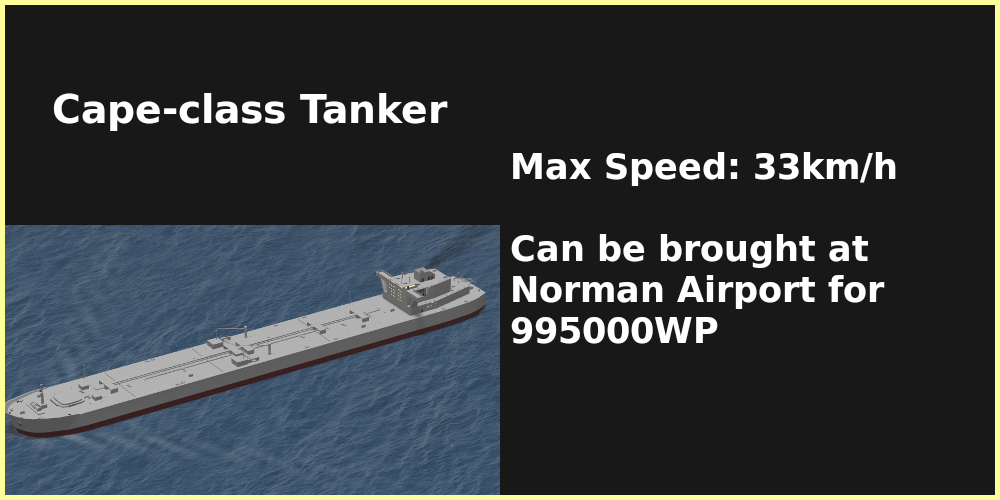 Cape-class Tanker
Max Speed: 33km/h
Can be brought at
Norman Airport for
995000WP